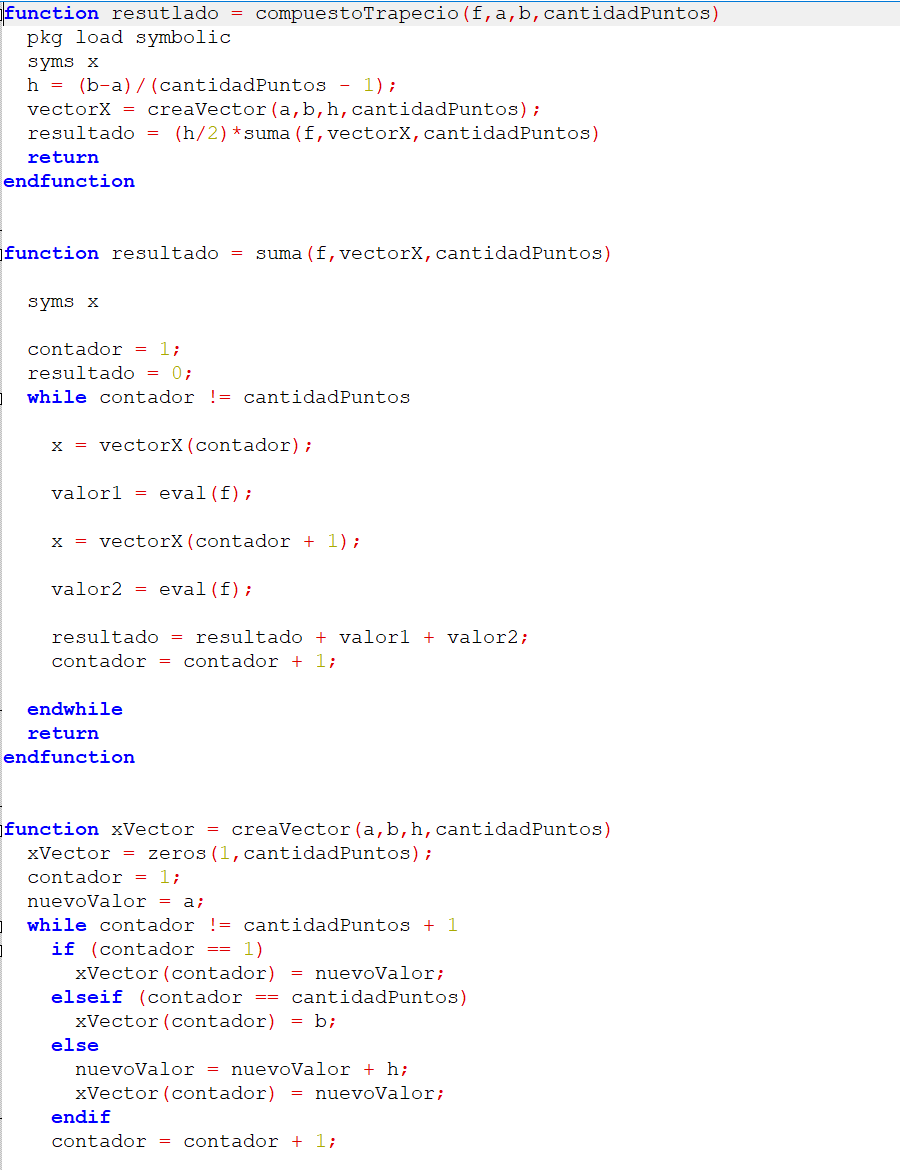 function resutlado = compuestoTrapecio(f,a,b,cantidadPuntos)
  pkg load symbolic
  syms x
  h = (b-a)/(cantidadPuntos - 1);
  vectorX = creaVector(a,b,h,cantidadPuntos);
  resultado = (h/2)*suma(f,vectorX,cantidadPuntos)
  return
endfunction
function resultado = suma(f,vectorX,cantidadPuntos)
  syms x
  contador = 1;
  resultado = 0;
  while contador != cantidadPuntos
    x = vectorX(contador);
    valor1 = eval(f);
    x = vectorX(contador + 1);
    valor2 = eval(f);
    resultado = resultado + valor1 + valor2;
    contador = contador + 1;
  endwhile
  return
endfunction
function xVector = creaVector(a,b,h,cantidadPuntos)
  xVector = zeros(1,cantidadPuntos);
  contador = 1;
  nuevoValor = a;
  while contador != cantidadPuntos + 1
    if (contador == 1)
      xVector(contador) = nuevoValor;
    elseif (contador == cantidadPuntos)
      xVector(contador) = b;
    else
      nuevoValor = nuevoValor + h;
      xVector(contador) = nuevoValor;
    endif
    contador = contador + 1;